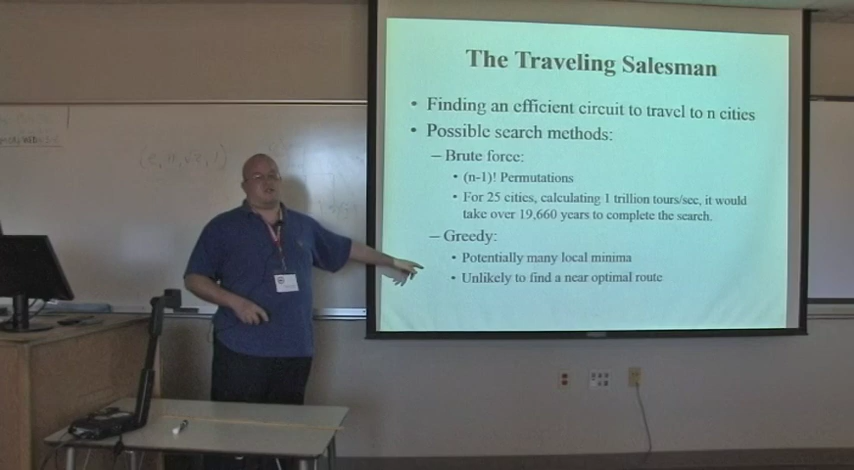 The Traveling Salesman
• Finding an efficient circuit to travel to n cities
• Possible search methods:
– Brute force:
• (n-1)! Permutations
• For 25 cities, calculating 1 trillion tours/sec, it would
take over 19,660 years to complete the search.
– Greedy:
• Potentially many local minima
• Unlikely to find a near optimal route